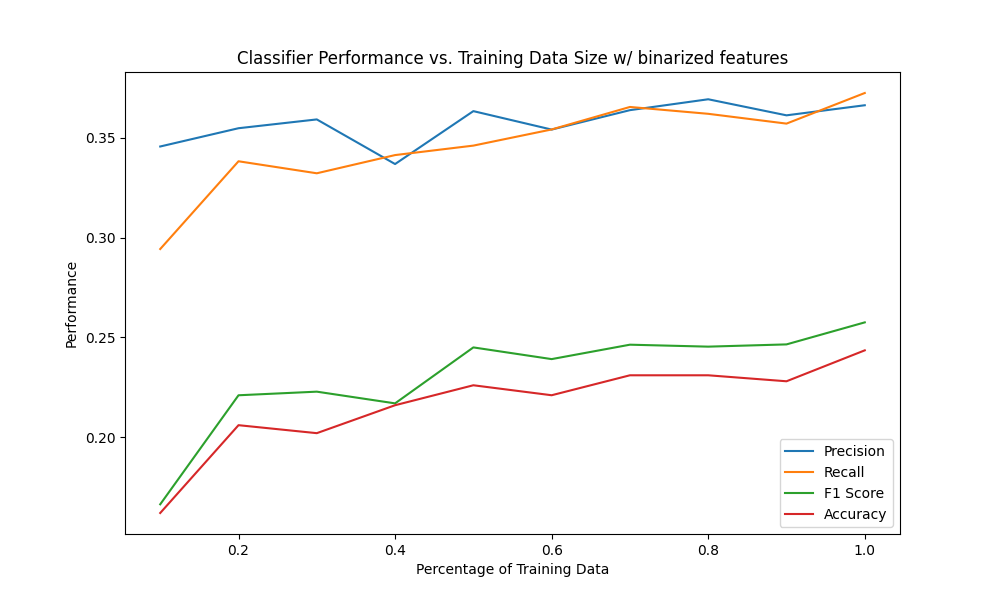 Classifier Performance vs. Training Data Size w/ binarized features
Performance
0.35
0.30
0.25
0.20
Precision
Recall
F1 Score
Accuracy
0.2 0.4 0.6 0.8 1.0
Percentage of Training Data